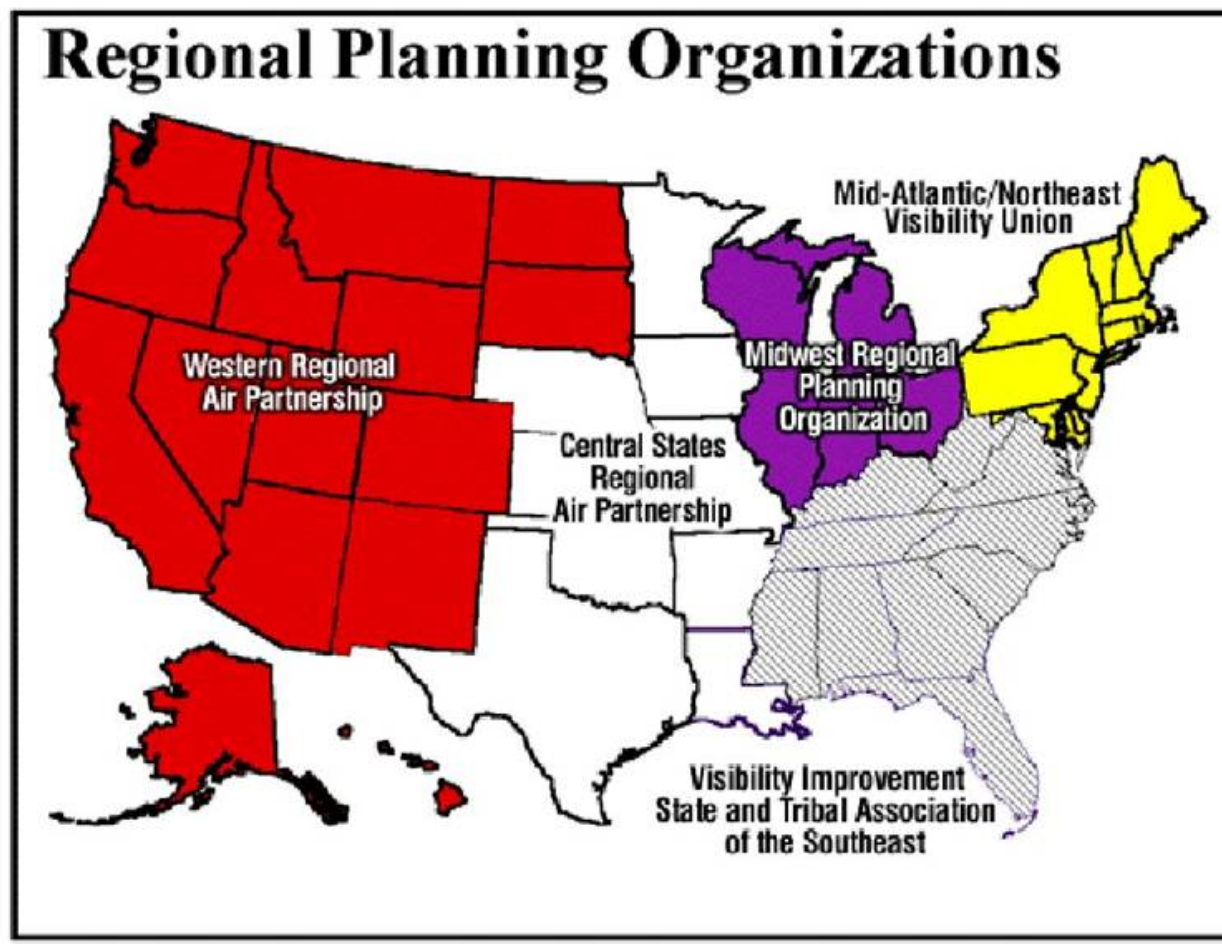 Regional Planning Organizations
Mid-Atlantic/Northeast
Visibility Union
Western Regional
Air Partnership
Midwest Regional
Planning
Organization
Central States
Regional
Air Partnership
Visibility Improvement
State and Tribal Association
of the Southeast